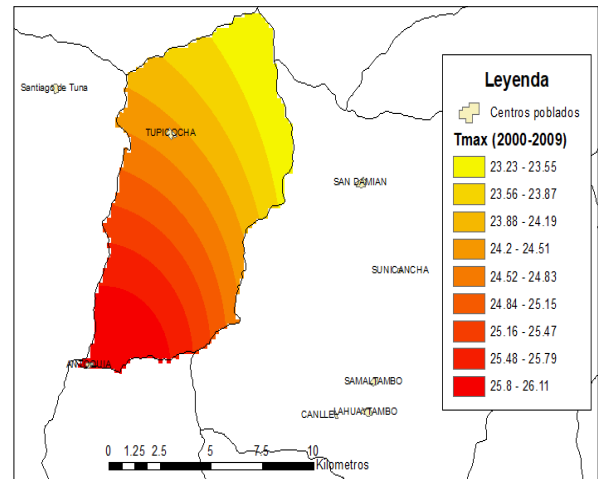 Leyenda
Centros poblados
Tmax (2000-2009)
23.23 - 23.55
23.56 - 23.87
23.88 - 24.19
24.2 - 24.51
24.52 - 24.83
24.84 - 25.15
25.16 - 25.47
25.48 - 25.79
25.8 - 26.11
Santiago de Tuna
TUPICOCHA
SAN DAMIAN
SUNICANCHA
ANTIOQUIA
SAMALTAMBO
CANLLE
LAHUAYTAMBO
0 1.25 2.5 5 7.5 10
Kilometros